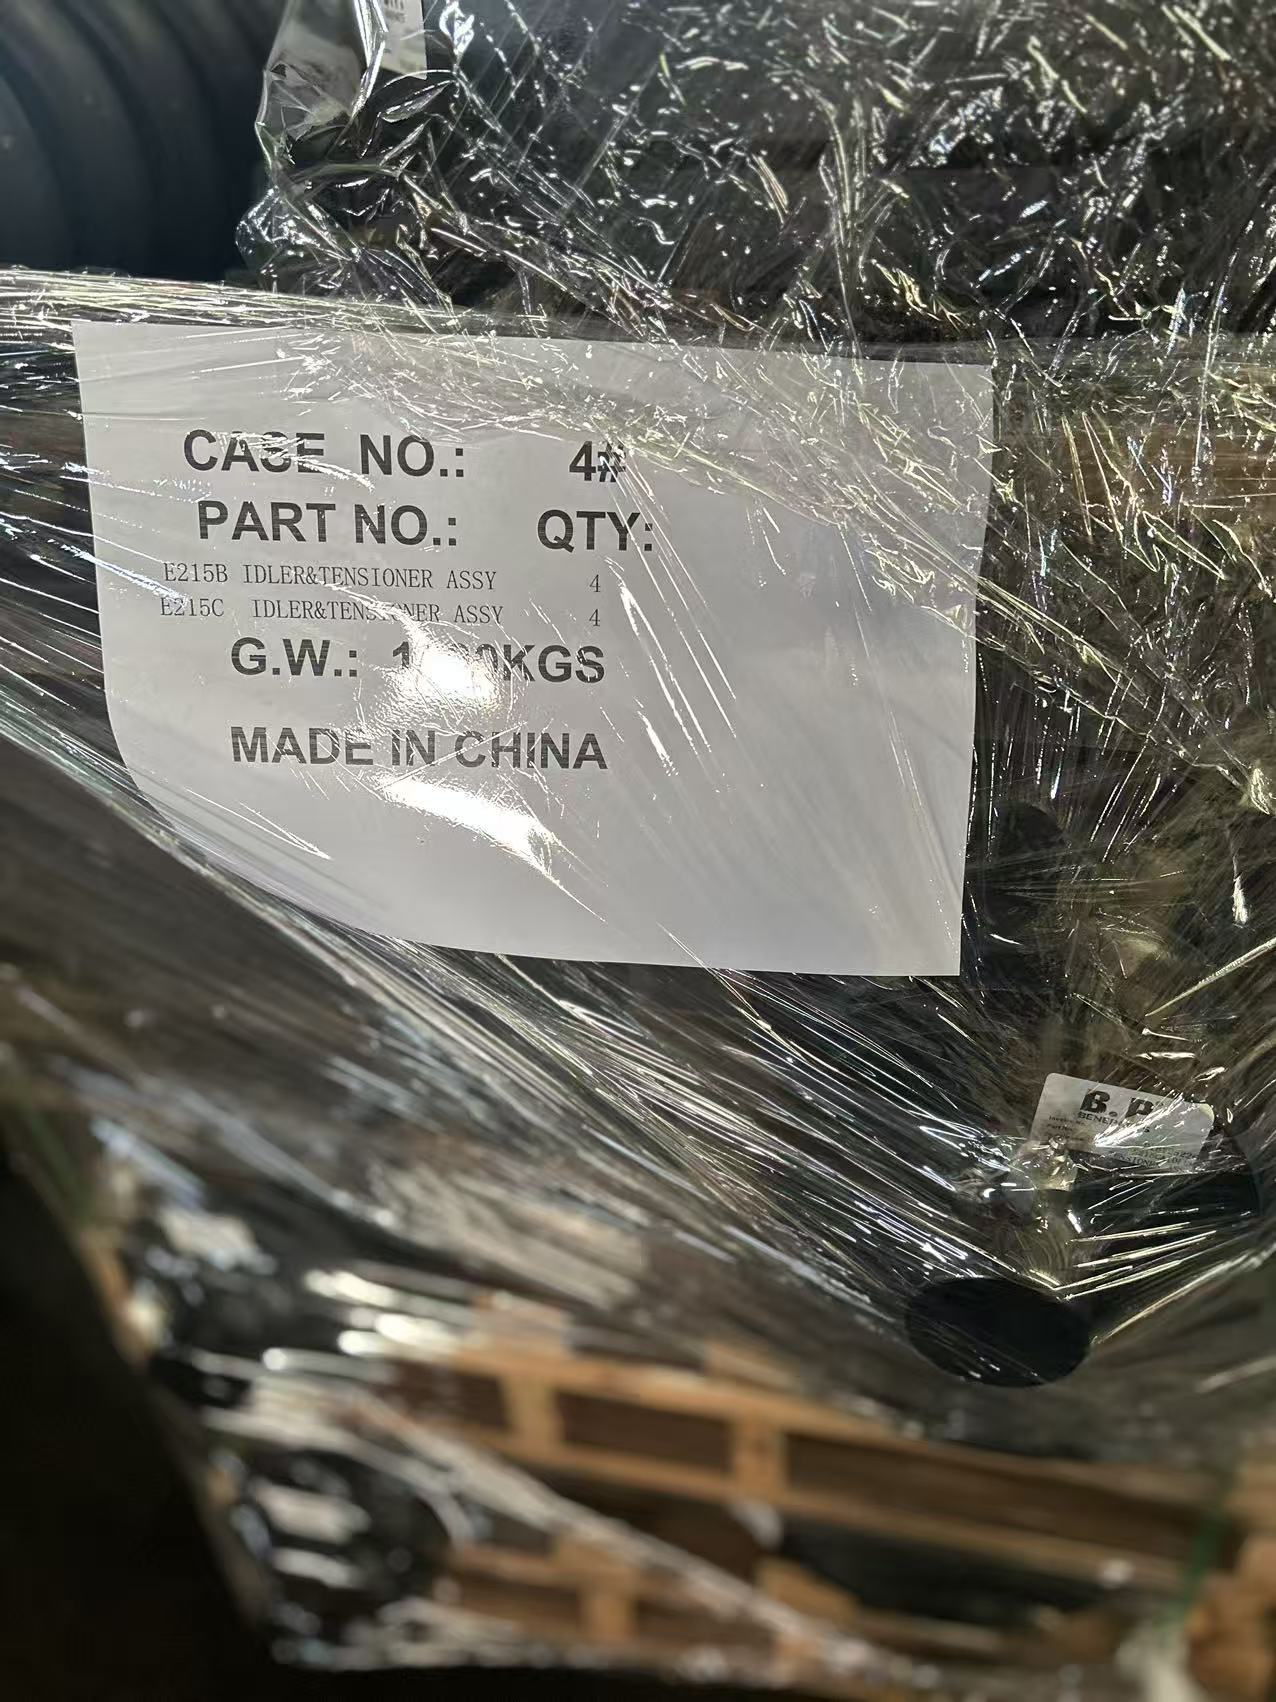 CASE NO.: 4#
PART NO.: QTY:
E215B IDLER&TENSIONER ASSY 4
E215C IDLER&TENSIONER ASSY 4
G.W.:
MADE IN CHINA
B.P